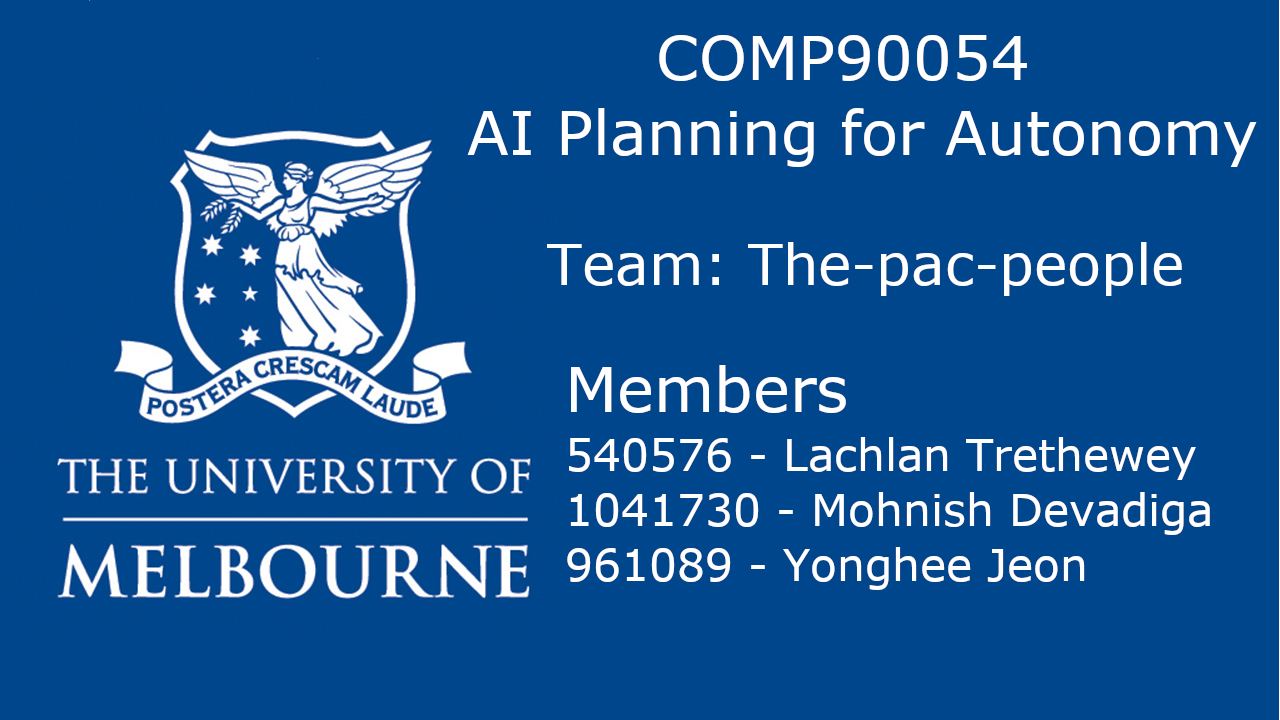 COMP90054
AI Planning for Autonomy
Team: The-pac-people
Members
540576 - Lachlan Trethewey
1041730 - Mohnish Devadiga
961089 - Yonghee Jeon
POSTERA CRESCAM LAUDE
THE UNIVERSITY OF
MELBOURNE